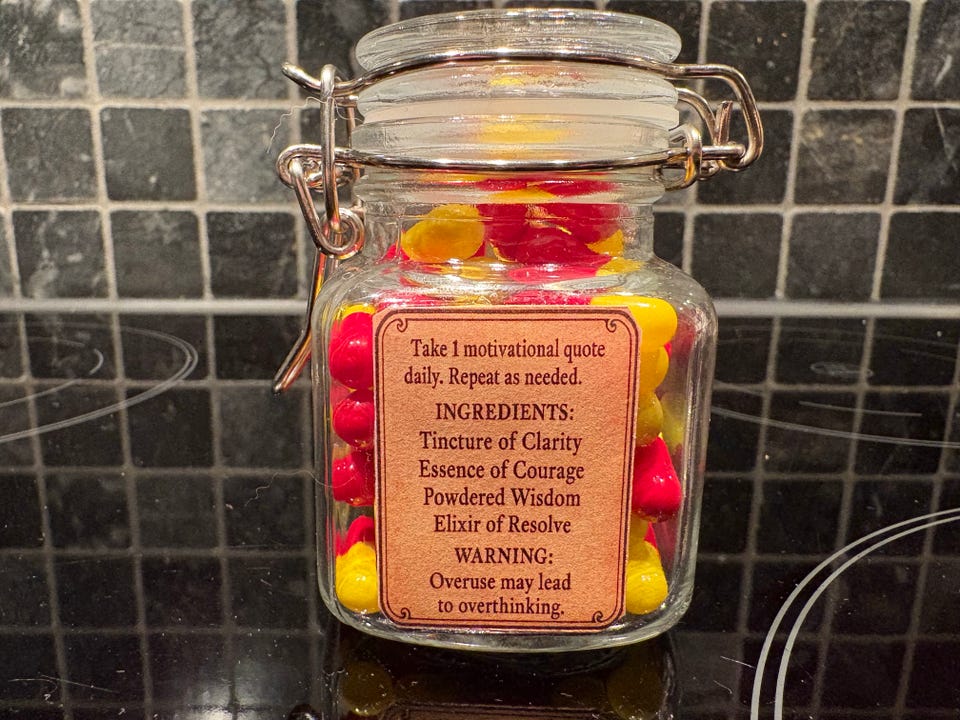 Take 1 motivational quote
daily. Repeat as needed.
INGREDIENTS:
Tincture of Clarity
Essence of Courage
Powdered Wisdom
Elixir of Resolve
WARNING:
Overuse may lead
to overthinking.